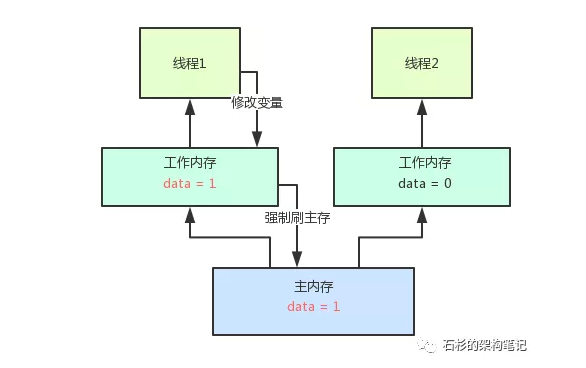 线程1
线程2
修改变量
工作内存
data = 1
工作内存
data = 0
强制刷主存
主内存
data = 1
石杉的架构笔记